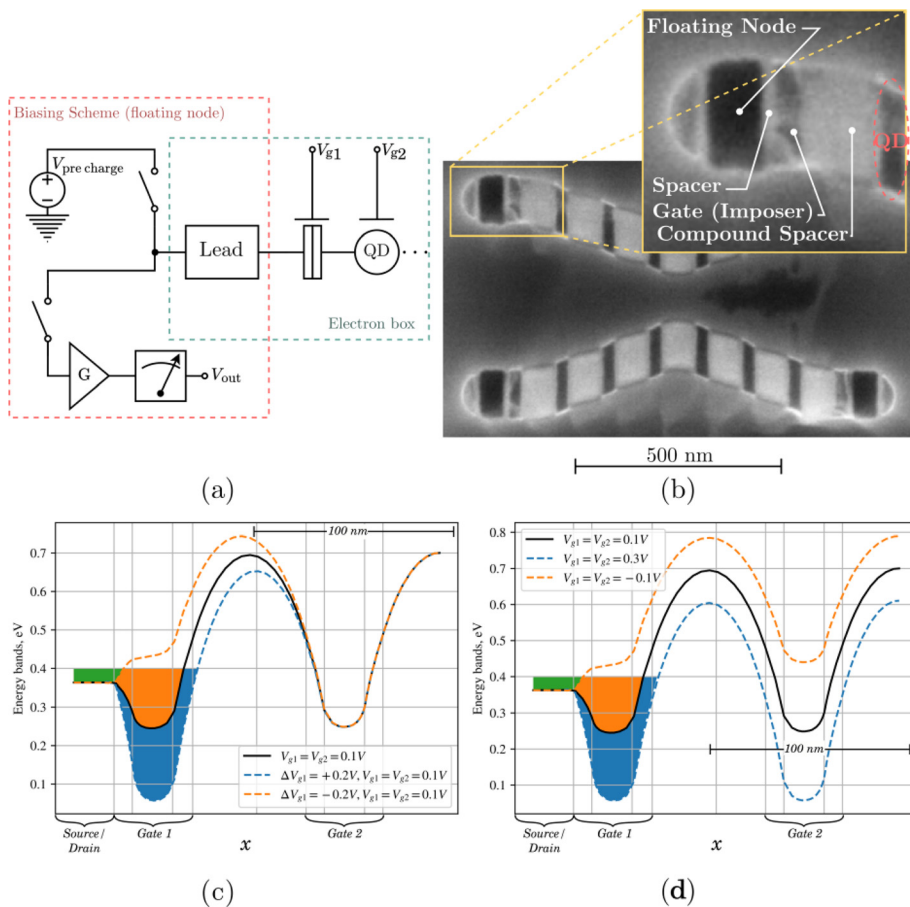 Biasing Scheme (floating node)
V_pre charge
V_g1
V_g2
Lead
QD
Electron box
G
V_out
(a)
Floating Node
QD
Spacer
Gate (Imposer)
Compound Spacer
500 nm
(b)
Energy bands, eV
0.7
0.6
0.5
0.4
0.3
0.2
0.1
100 nm
V_g1 = V_g2 = 0.1V
ΔV_g1 = +0.2V, V_g1 = V_g2 = 0.1V
ΔV_g1 = −0.2V, V_g1 = V_g2 = 0.1V
Source/
Drain
Gate 1
x
Gate 2
(c)
Energy bands, eV
0.8
0.7
0.6
0.5
0.4
0.3
0.2
0.1
V_g1 = V_g2 = 0.1V
V_g1 = V_g2 = 0.3V
V_g1 = V_g2 = −0.1V
100 nm
Source/
Drain
Gate 1
x
Gate 2
(d)